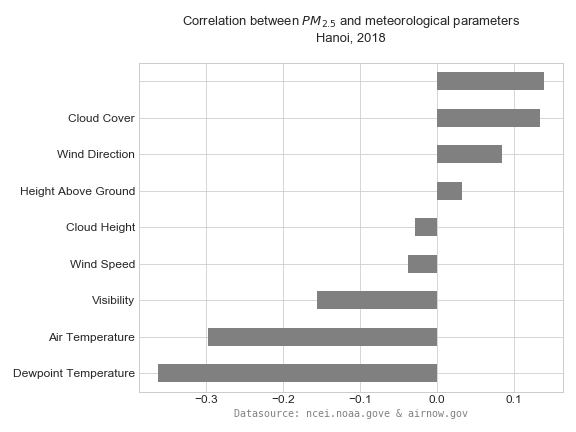 Correlation between PM2.5 and meteorological parameters
Hanoi, 2018
Cloud Cover
Wind Direction
Height Above Ground
Cloud Height
Wind Speed
Visibility
Air Temperature
Dewpoint Temperature
−0.3 −0.2 −0.1 0.0 0.1
Datasource: ncei.noaa.gove & airnow.gov